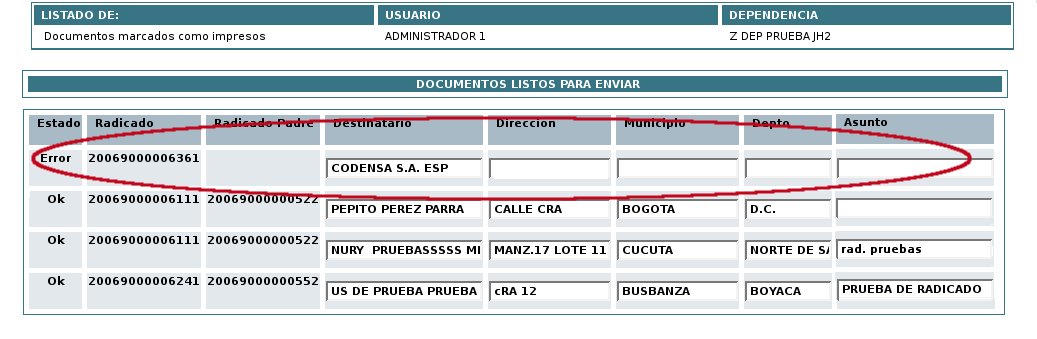 LISTADO DE: USUARIO DEPENDENCIA
Documentos marcados como impresos ADMINISTRADOR 1 Z DEP PRUEBA JH2
DOCUMENTOS LISTOS PARA ENVIAR
Estado Radicado Radicado Padre Destinatario Direccion Municipio Depto Asunto
Error 20069000006361 CODENSA S.A. ESP
Ok 20069000006111 20069000000522 PEPITO PEREZ PARRA CALLE CRA BOGOTA D.C.
Ok 20069000006111 20069000000522 NURY PRUEBASSSSS MI MANZ.17 LOTE 11 CUCUTA NORTE DE SA rad. pruebas
Ok 20069000006241 20069000000552 US DE PRUEBA PRUEBA cRA 12 BUSBANZA BOYACA PRUEBA DE RADICADO